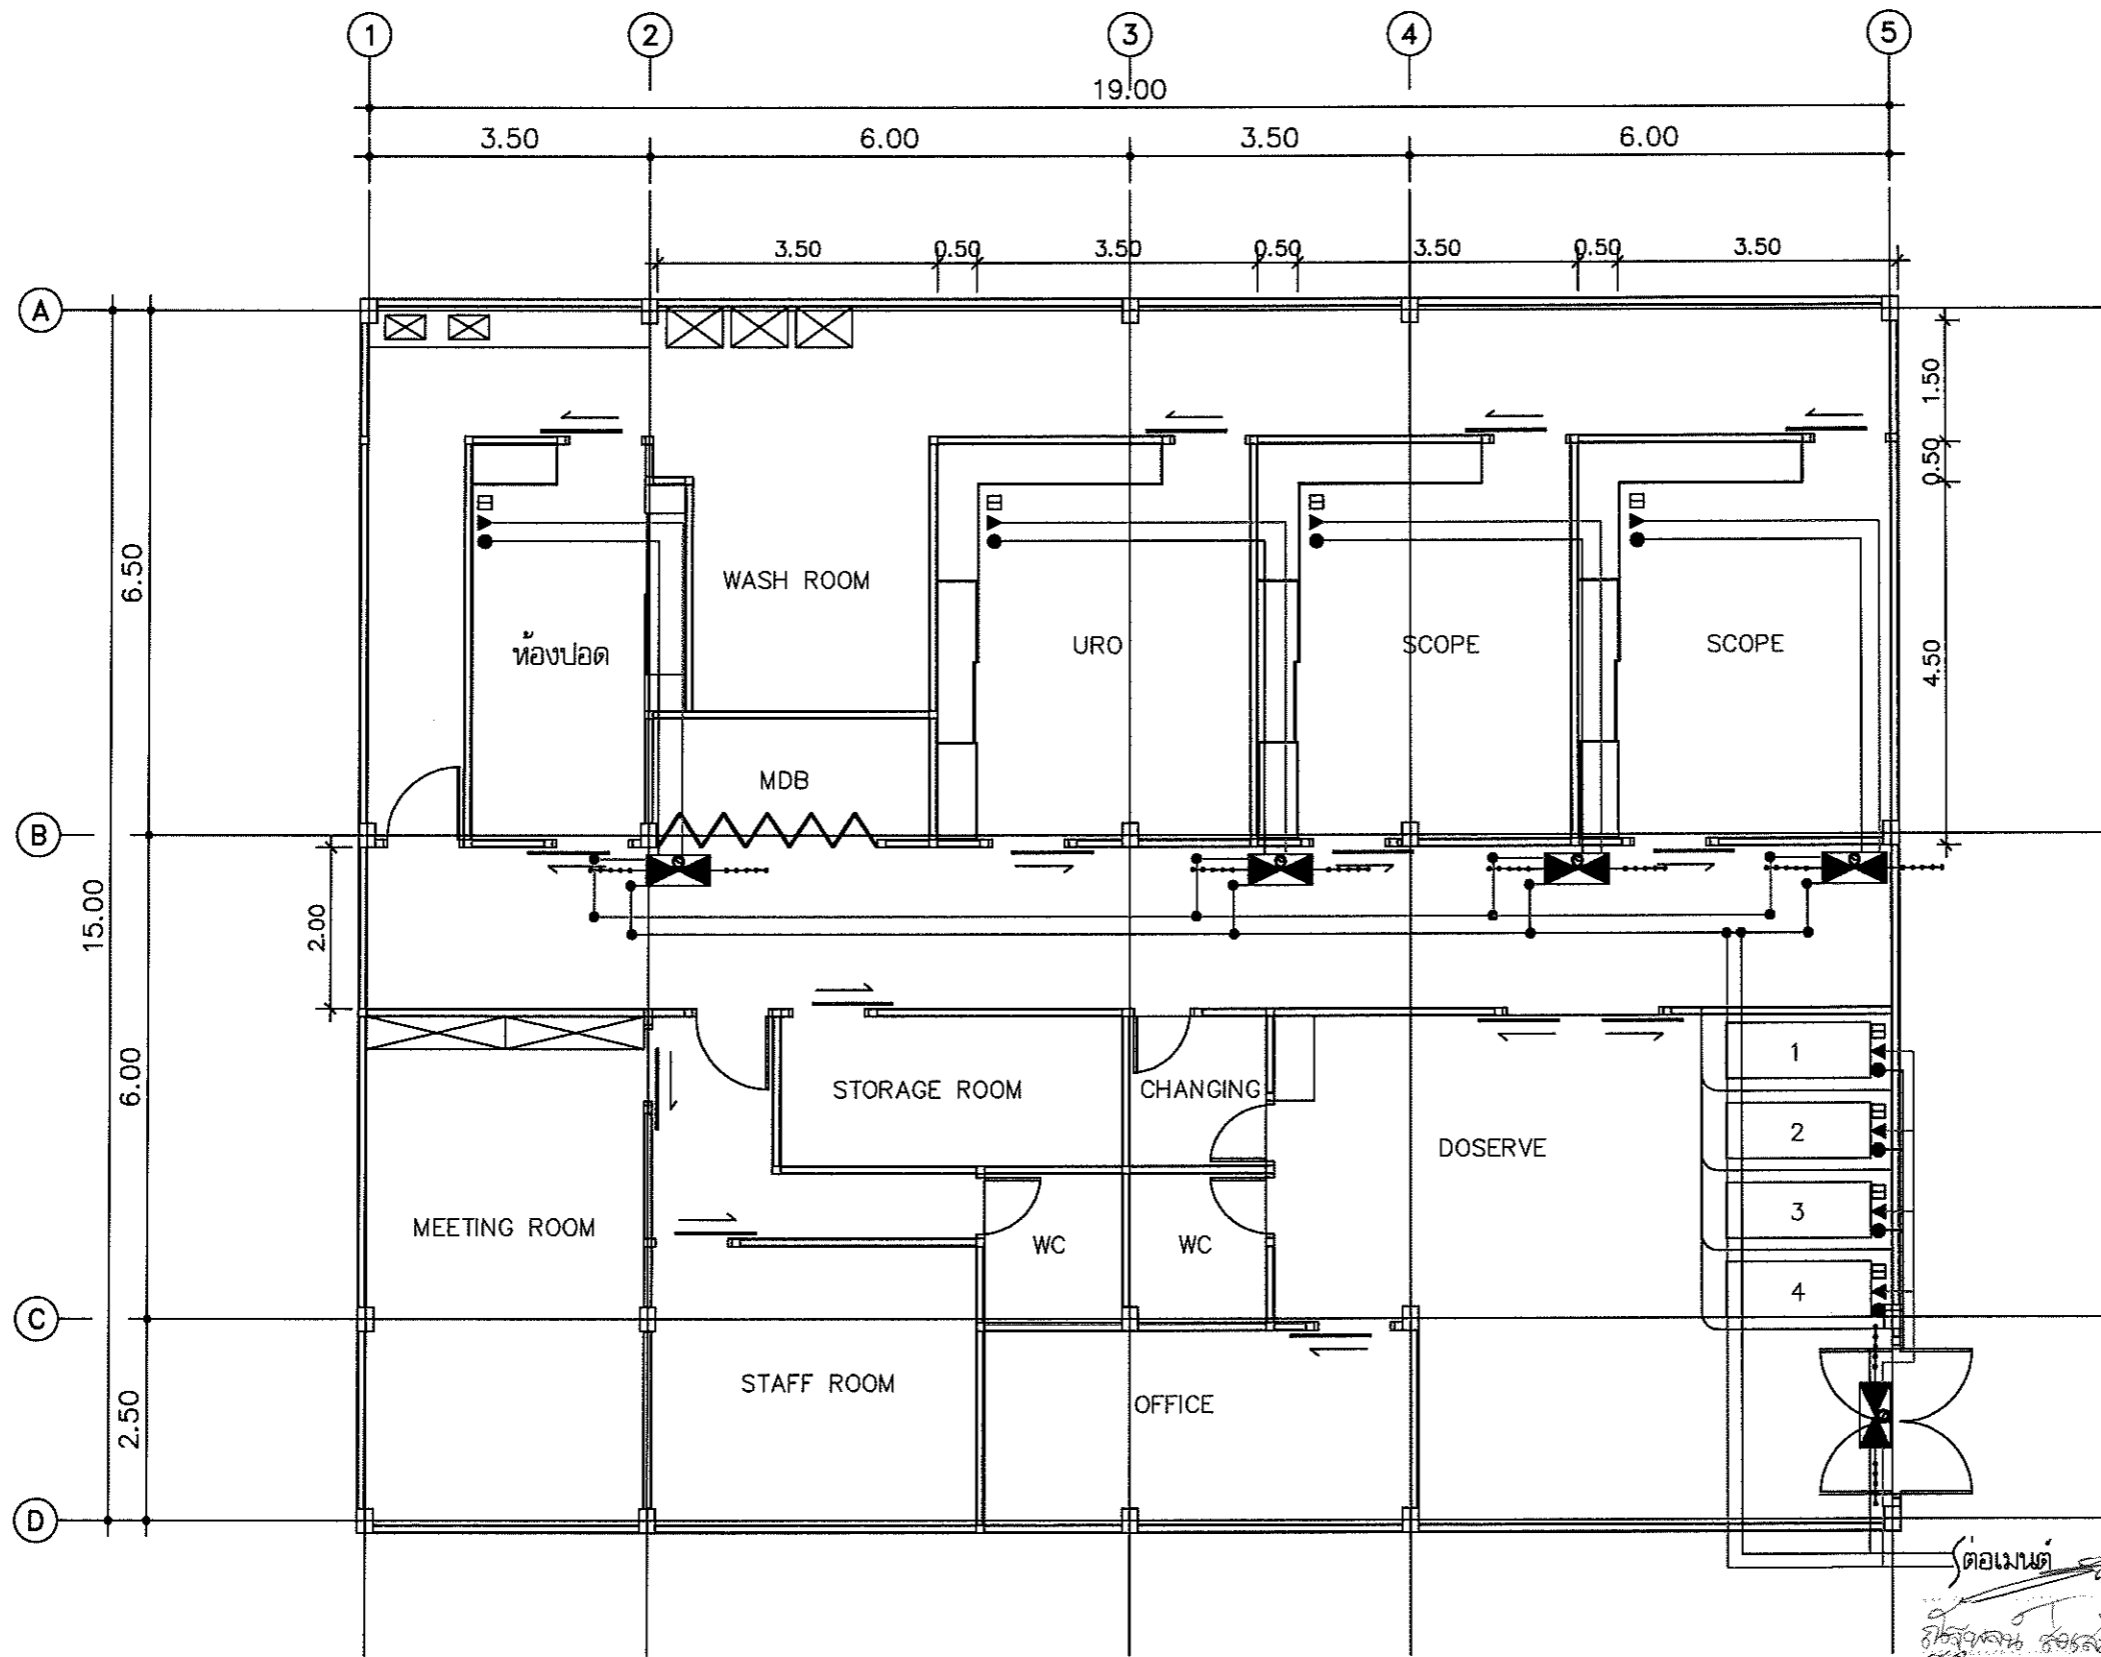 1 2 3 4 5
19.00
3.50 6.00 3.50 6.00
3.50 0.50 3.50 0.50 3.50 0.50 3.50
A
1.50
0.50
4.50
6.50
WASH ROOM
ห้องปอด
URO
SCOPE
SCOPE
MDB
B
15.00
2.00
6.00
1
STORAGE ROOM
CHANGING
2
DOSERVE
3
MEETING ROOM
WC
WC
4
C
STAFF ROOM
OFFICE
2.50
D
ต่อเมนต์